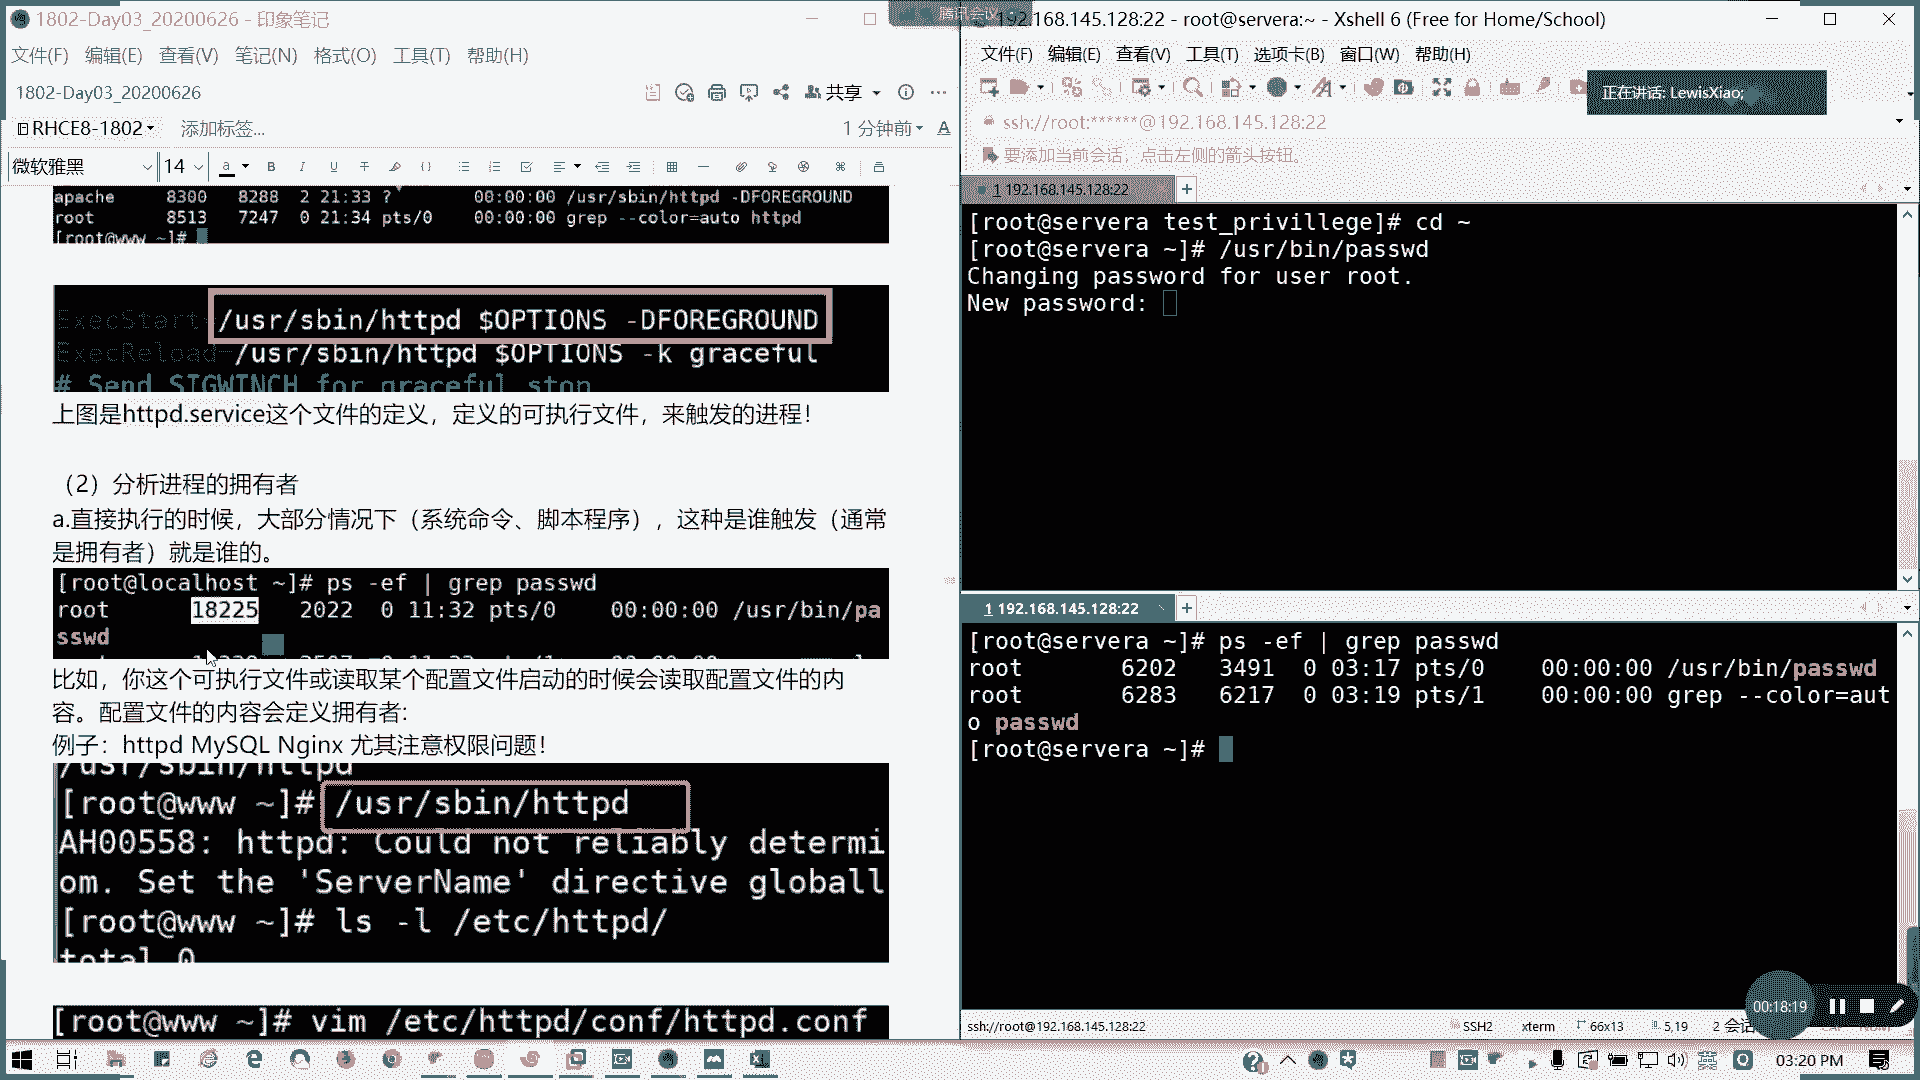 1802-Day03_20200626 - 印象笔记
文件(F) 编辑(E) 查看(V) 笔记(N) 格式(O) 工具(T) 帮助(H)
1802-Day03_20200626
共享
RHCE8-1802 添加标签...
1 分钟前
微软雅黑 14
apache 8300 8288 2 21:33 ? 00:00:00 /usr/sbin/httpd -DFOREGROUND
root 8513 7247 0 21:34 pts/0 00:00:00 grep --color=auto httpd
[root@www ~]#
ExecStart=/usr/sbin/httpd $OPTIONS -DFOREGROUND
ExecReload=/usr/sbin/httpd $OPTIONS -k graceful
# Send SIGWINCH for graceful stop
上图是httpd.service这个文件的定义，定义的可执行文件，来触发的进程！
（2）分析进程的拥有者
a.直接执行的时候，大部分情况下（系统命令、脚本程序），这种是谁触发（通常
是拥有者）就是谁的。
[root@localhost ~]# ps -ef | grep passwd
root 18225 2022 0 11:32 pts/0 00:00:00 /usr/bin/pa
sswd
比如，你这个可执行文件或读取某个配置文件启动的时候会读取配置文件的内
容。配置文件的内容会定义拥有者:
例子：httpd MySQL Nginx 尤其注意权限问题！
/usr/sbin/httpd
[root@www ~]# /usr/sbin/httpd
AH00558: httpd: Could not reliably determi
om. Set the 'ServerName' directive globall
[root@www ~]# ls -l /etc/httpd/
total 0
[root@www ~]# vim /etc/httpd/conf/httpd.conf
腾讯会议
192.168.145.128:22 - root@servera:~ - Xshell 6 (Free for Home/School)
文件(F) 编辑(E) 查看(V) 工具(T) 选项卡(B) 窗口(W) 帮助(H)
正在讲话: LewisXiao;
ssh://root:******@192.168.145.128:22
要添加当前会话，点击左侧的箭头按钮。
1 192.168.145.128:22
[root@servera test_privillege]# cd ~
[root@servera ~]# /usr/bin/passwd
Changing password for user root.
New password:
1 192.168.145.128:22
[root@servera ~]# ps -ef | grep passwd
root 6202 3491 0 03:17 pts/0 00:00:00 /usr/bin/passwd
root 6283 6217 0 03:19 pts/1 00:00:00 grep --color=aut
o passwd
[root@servera ~]#
00:18:19
ssh://root@192.168.145.128:22 SSH2 xterm 66x13 5,19 2 会话
03:20 PM